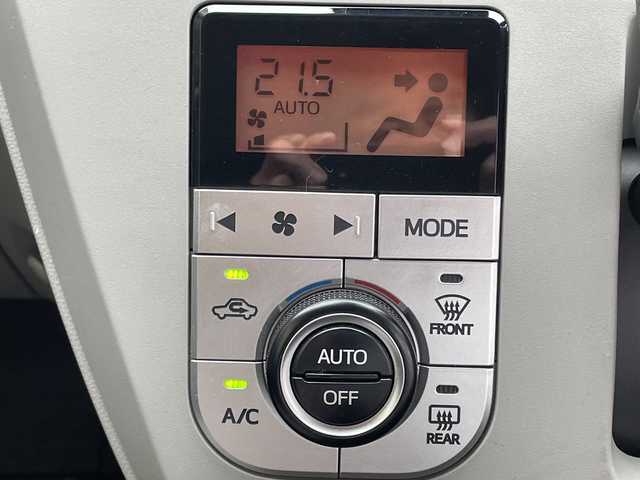 21.5
AUTO
MODE
FRONT
AUTO
OFF
A/C
REAR